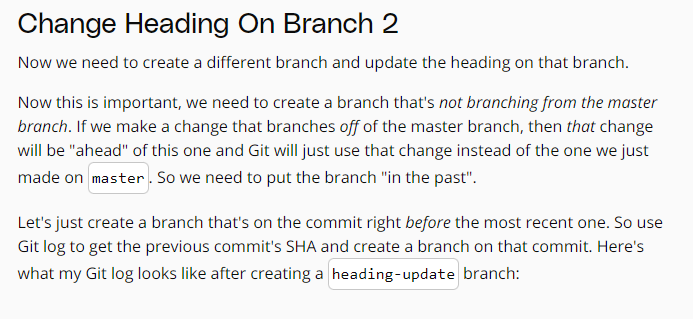 Change Heading On Branch 2
Now we need to create a different branch and update the heading on that branch.
Now this is important, we need to create a branch that's not branching from the master
branch. If we make a change that branches off of the master branch, then that change
will be "ahead" of this one and Git will just use that change instead of the one we just
made on master. So we need to put the branch "in the past".
Let's just create a branch that's on the commit right before the most recent one. So use
Git log to get the previous commit's SHA and create a branch on that commit. Here's
what my Git log looks like after creating a heading-update branch: